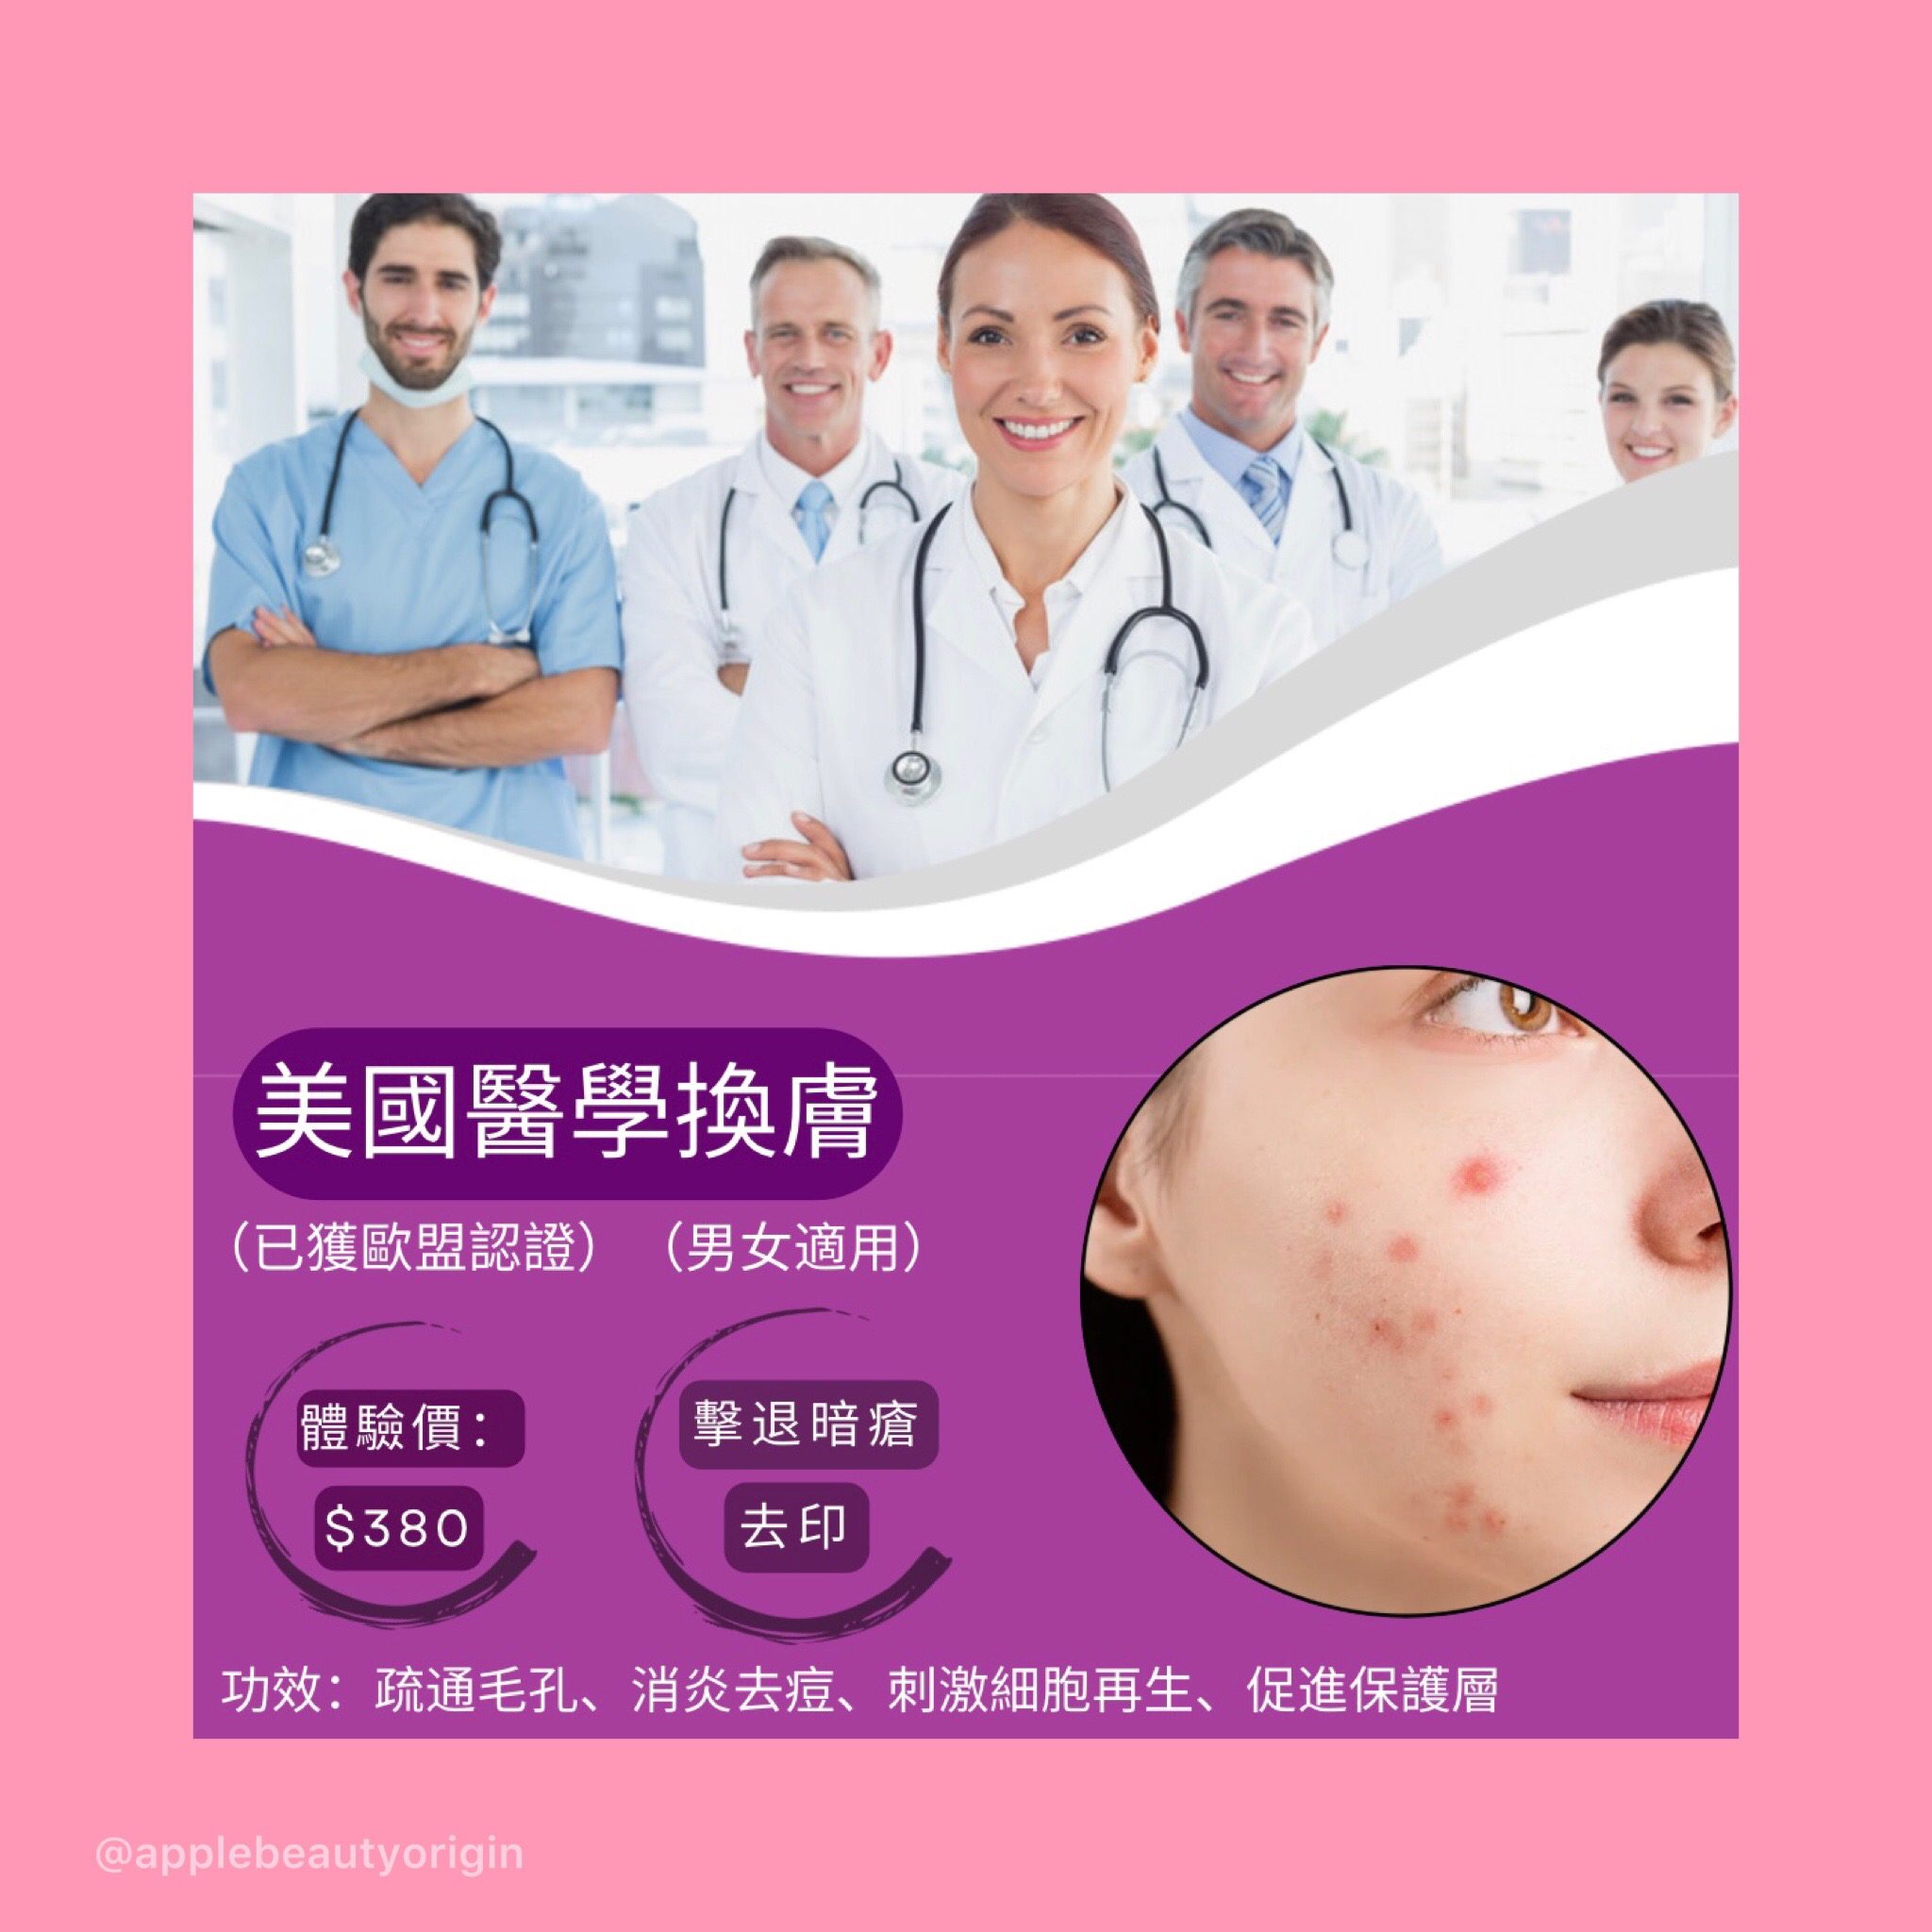 美國醫學換膚
(已獲歐盟認證) (男女適用)
體驗價：
$380
擊退暗瘡
去印
功效：疏通毛孔、消炎去痘、刺激細胞再生、促進保護層
@applebeautyorigin